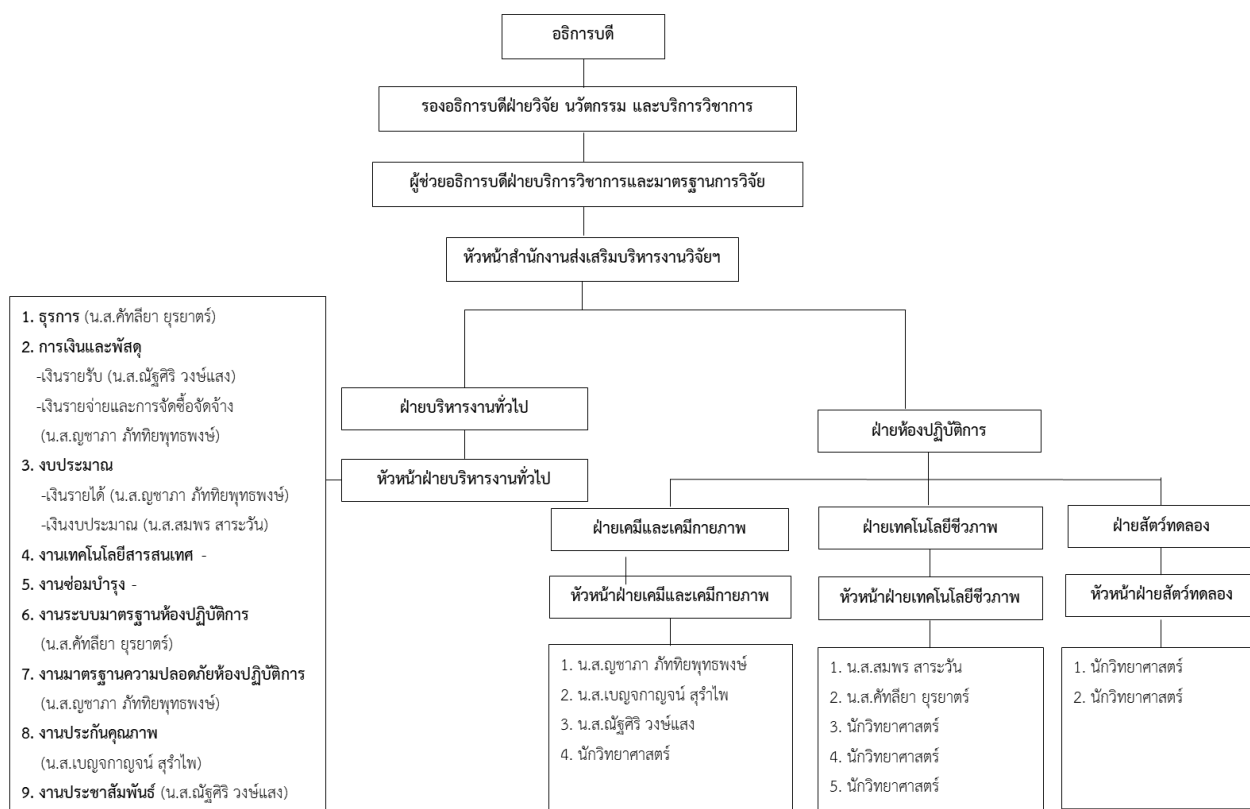 อธิการบดี
รองอธิการบดีฝ่ายวิจัย นวัตกรรม และบริการวิชาการ
ผู้ช่วยอธิการบดีฝ่ายบริการวิชาการและมาตรฐานการวิจัย
หัวหน้าสำนักงานส่งเสริมบริหารงานวิจัยฯ
1. ธุรการ (น.ส.คัทลียา ยุรยาตร์)
2. การเงินและพัสดุ
-เงินรายรับ (น.ส.ณัฐศิริ วงษ์แสง)
-เงินรายจ่ายและการจัดซื้อจัดจ้าง
(น.ส.ญชาภา ภัททิยพุทธพงษ์)
3. งบประมาณ
-เงินรายได้ (น.ส.ญชาภา ภัททิยพุทธพงษ์)
-เงินงบประมาณ (น.ส.สมพร สาระวัน)
4. งานเทคโนโลยีสารสนเทศ -
5. งานซ่อมบำรุง -
6. งานระบบมาตรฐานห้องปฏิบัติการ
(น.ส.คัทลียา ยุรยาตร์)
7. งานมาตรฐานความปลอดภัยห้องปฏิบัติการ
(น.ส.ญชาภา ภัททิยพุทธพงษ์)
8. งานประกันคุณภาพ
(น.ส.เบญจกาญจน์ สุรำไพ)
9. งานประชาสัมพันธ์ (น.ส.ณัฐศิริ วงษ์แสง)
ฝ่ายบริหารงานทั่วไป
หัวหน้าฝ่ายบริหารงานทั่วไป
ฝ่ายห้องปฏิบัติการ
ฝ่ายเคมีและเคมีกายภาพ
หัวหน้าฝ่ายเคมีและเคมีกายภาพ
1. น.ส.ญชาภา ภัททิยพุทธพงษ์
2. น.ส.เบญจกาญจน์ สุรำไพ
3. น.ส.ณัฐศิริ วงษ์แสง
4. นักวิทยาศาสตร์
ฝ่ายเทคโนโลยีชีวภาพ
หัวหน้าฝ่ายเทคโนโลยีชีวภาพ
1. น.ส.สมพร สาระวัน
2. น.ส.คัทลียา ยุรยาตร์
3. นักวิทยาศาสตร์
4. นักวิทยาศาสตร์
5. นักวิทยาศาสตร์
ฝ่ายสัตว์ทดลอง
หัวหน้าฝ่ายสัตว์ทดลอง
1. นักวิทยาศาสตร์
2. นักวิทยาศาสตร์